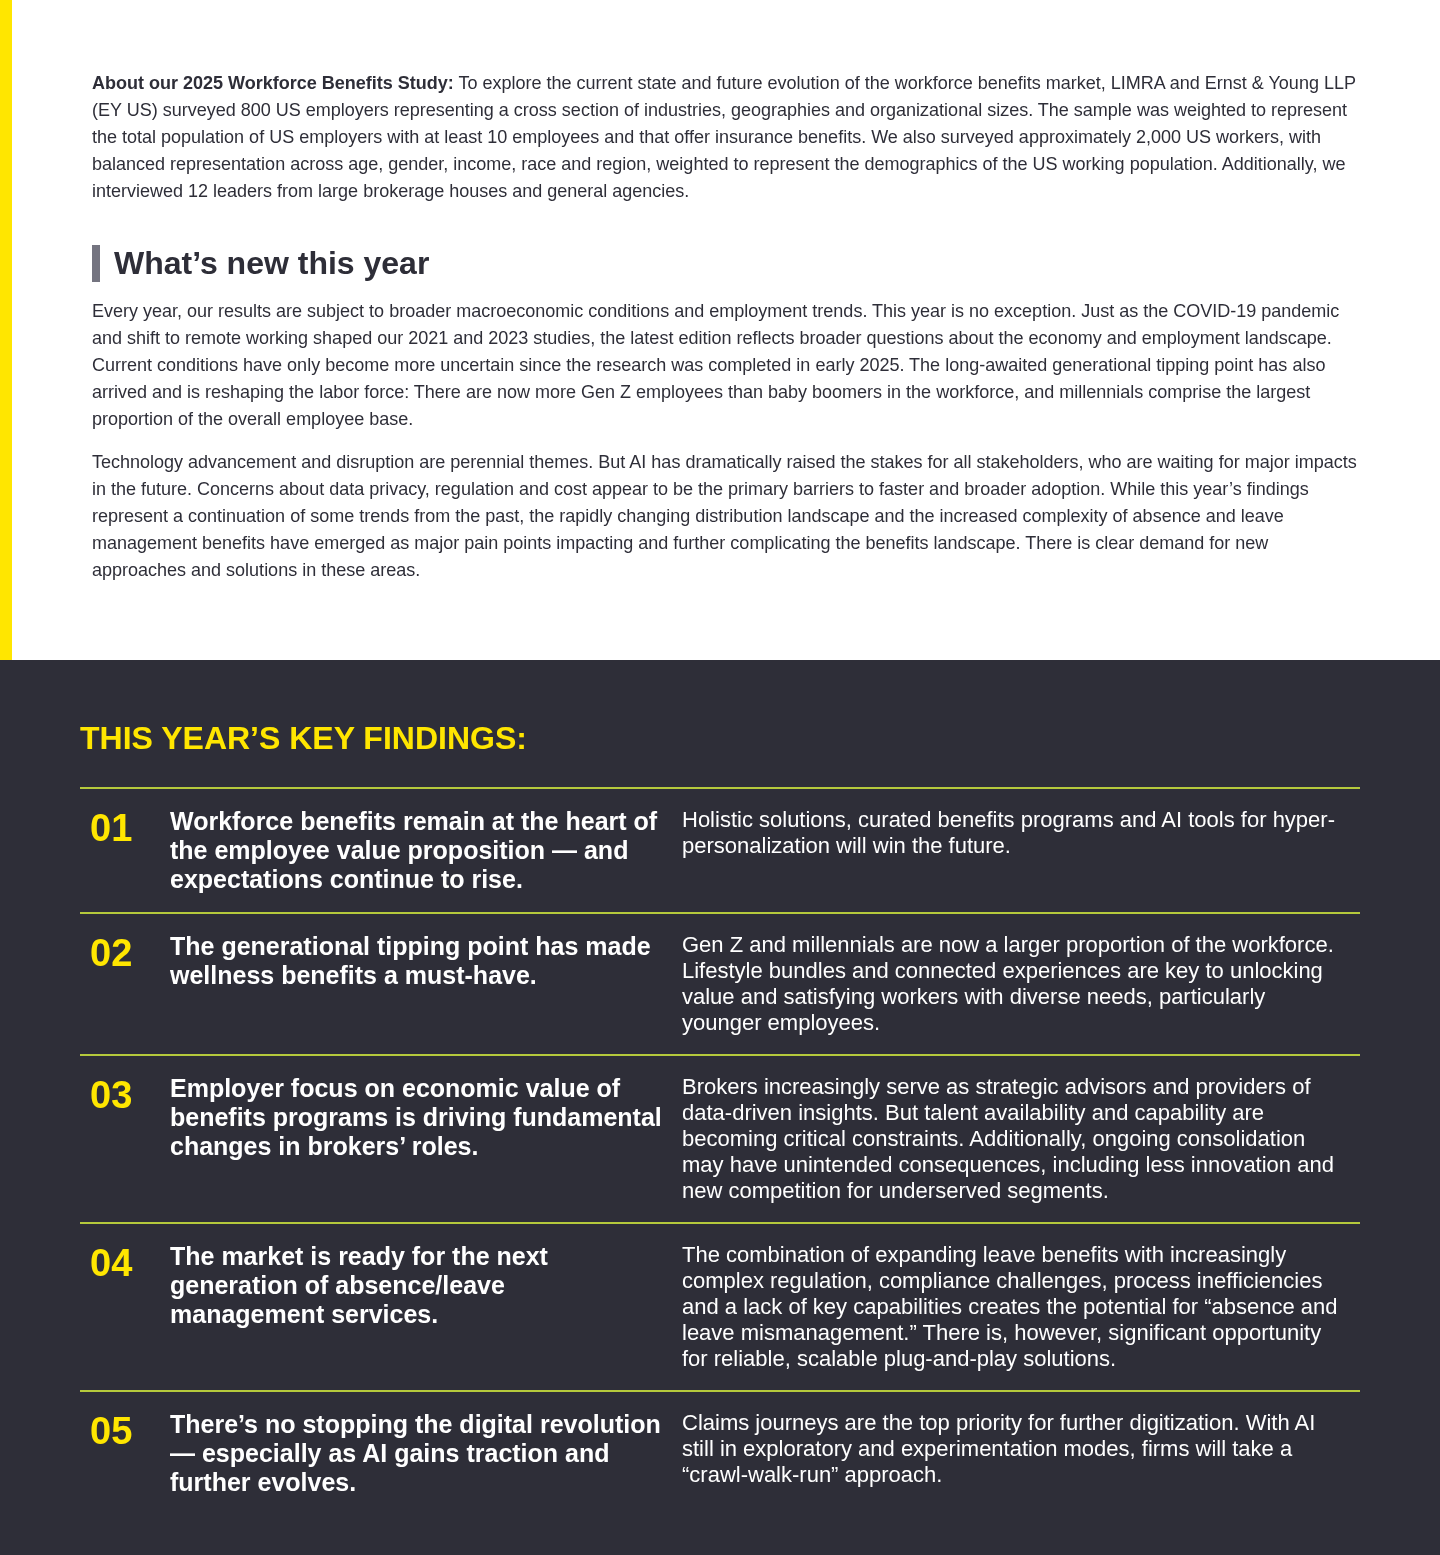 About our 2025 Workforce Benefits Study: To explore the current state and future evolution of the workforce benefits market, LIMRA and Ernst & Young LLP
(EY US) surveyed 800 US employers representing a cross section of industries, geographies and organizational sizes. The sample was weighted to represent
the total population of US employers with at least 10 employees and that offer insurance benefits. We also surveyed approximately 2,000 US workers, with
balanced representation across age, gender, income, race and region, weighted to represent the demographics of the US working population. Additionally, we
interviewed 12 leaders from large brokerage houses and general agencies.
What’s new this year
Every year, our results are subject to broader macroeconomic conditions and employment trends. This year is no exception. Just as the COVID-19 pandemic
and shift to remote working shaped our 2021 and 2023 studies, the latest edition reflects broader questions about the economy and employment landscape.
Current conditions have only become more uncertain since the research was completed in early 2025. The long-awaited generational tipping point has also
arrived and is reshaping the labor force: There are now more Gen Z employees than baby boomers in the workforce, and millennials comprise the largest
proportion of the overall employee base.
Technology advancement and disruption are perennial themes. But AI has dramatically raised the stakes for all stakeholders, who are waiting for major impacts
in the future. Concerns about data privacy, regulation and cost appear to be the primary barriers to faster and broader adoption. While this year’s findings
represent a continuation of some trends from the past, the rapidly changing distribution landscape and the increased complexity of absence and leave
management benefits have emerged as major pain points impacting and further complicating the benefits landscape. There is clear demand for new
approaches and solutions in these areas.
THIS YEAR’S KEY FINDINGS:
01
Workforce benefits remain at the heart of
the employee value proposition — and
expectations continue to rise.
Holistic solutions, curated benefits programs and AI tools for hyper-
personalization will win the future.
02
The generational tipping point has made
wellness benefits a must-have.
Gen Z and millennials are now a larger proportion of the workforce.
Lifestyle bundles and connected experiences are key to unlocking
value and satisfying workers with diverse needs, particularly
younger employees.
03
Employer focus on economic value of
benefits programs is driving fundamental
changes in brokers’ roles.
Brokers increasingly serve as strategic advisors and providers of
data-driven insights. But talent availability and capability are
becoming critical constraints. Additionally, ongoing consolidation
may have unintended consequences, including less innovation and
new competition for underserved segments.
04
The market is ready for the next
generation of absence/leave
management services.
The combination of expanding leave benefits with increasingly
complex regulation, compliance challenges, process inefficiencies
and a lack of key capabilities creates the potential for “absence and
leave mismanagement.” There is, however, significant opportunity
for reliable, scalable plug-and-play solutions.
05
There’s no stopping the digital revolution
— especially as AI gains traction and
further evolves.
Claims journeys are the top priority for further digitization. With AI
still in exploratory and experimentation modes, firms will take a
“crawl-walk-run” approach.